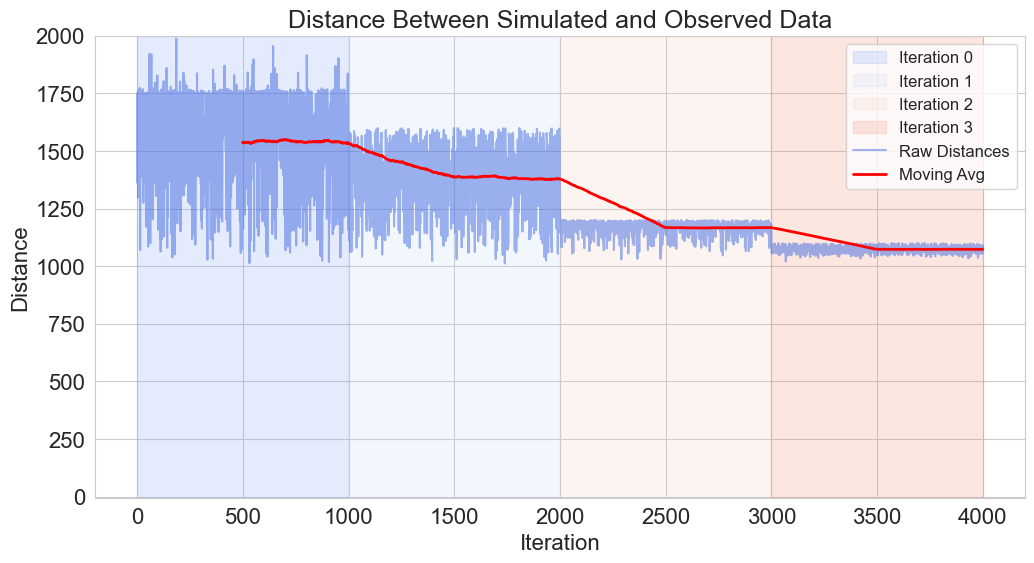 Distance Between Simulated and Observed Data
Distance
2000
1750
1500
1250
1000
750
500
250
0
Iteration 0
Iteration 1
Iteration 2
Iteration 3
Raw Distances
Moving Avg
0 500 1000 1500 2000 2500 3000 3500 4000
Iteration